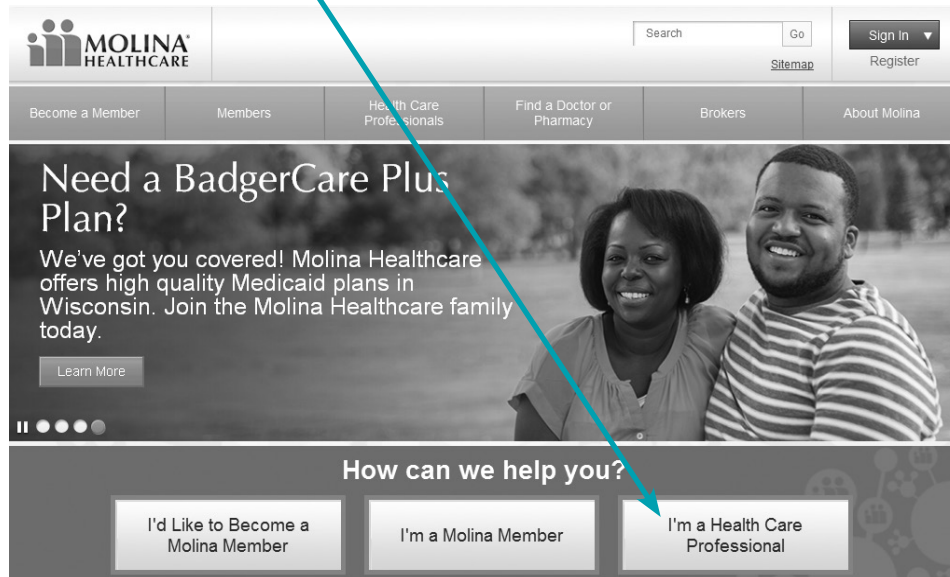 MOLINA®
HEALTHCARE
Search
Go
Sitemap
Sign In ▼
Register
Become a Member
Members
Health Care
Professionals
Find a Doctor or
Pharmacy
Brokers
About Molina
Need a BadgerCare Plus
Plan?
We've got you covered! Molina Healthcare
offers high quality Medicaid plans in
Wisconsin. Join the Molina Healthcare family
today.
Learn More
How can we help you?
I'd Like to Become a
Molina Member
I'm a Molina Member
I'm a Health Care
Professional